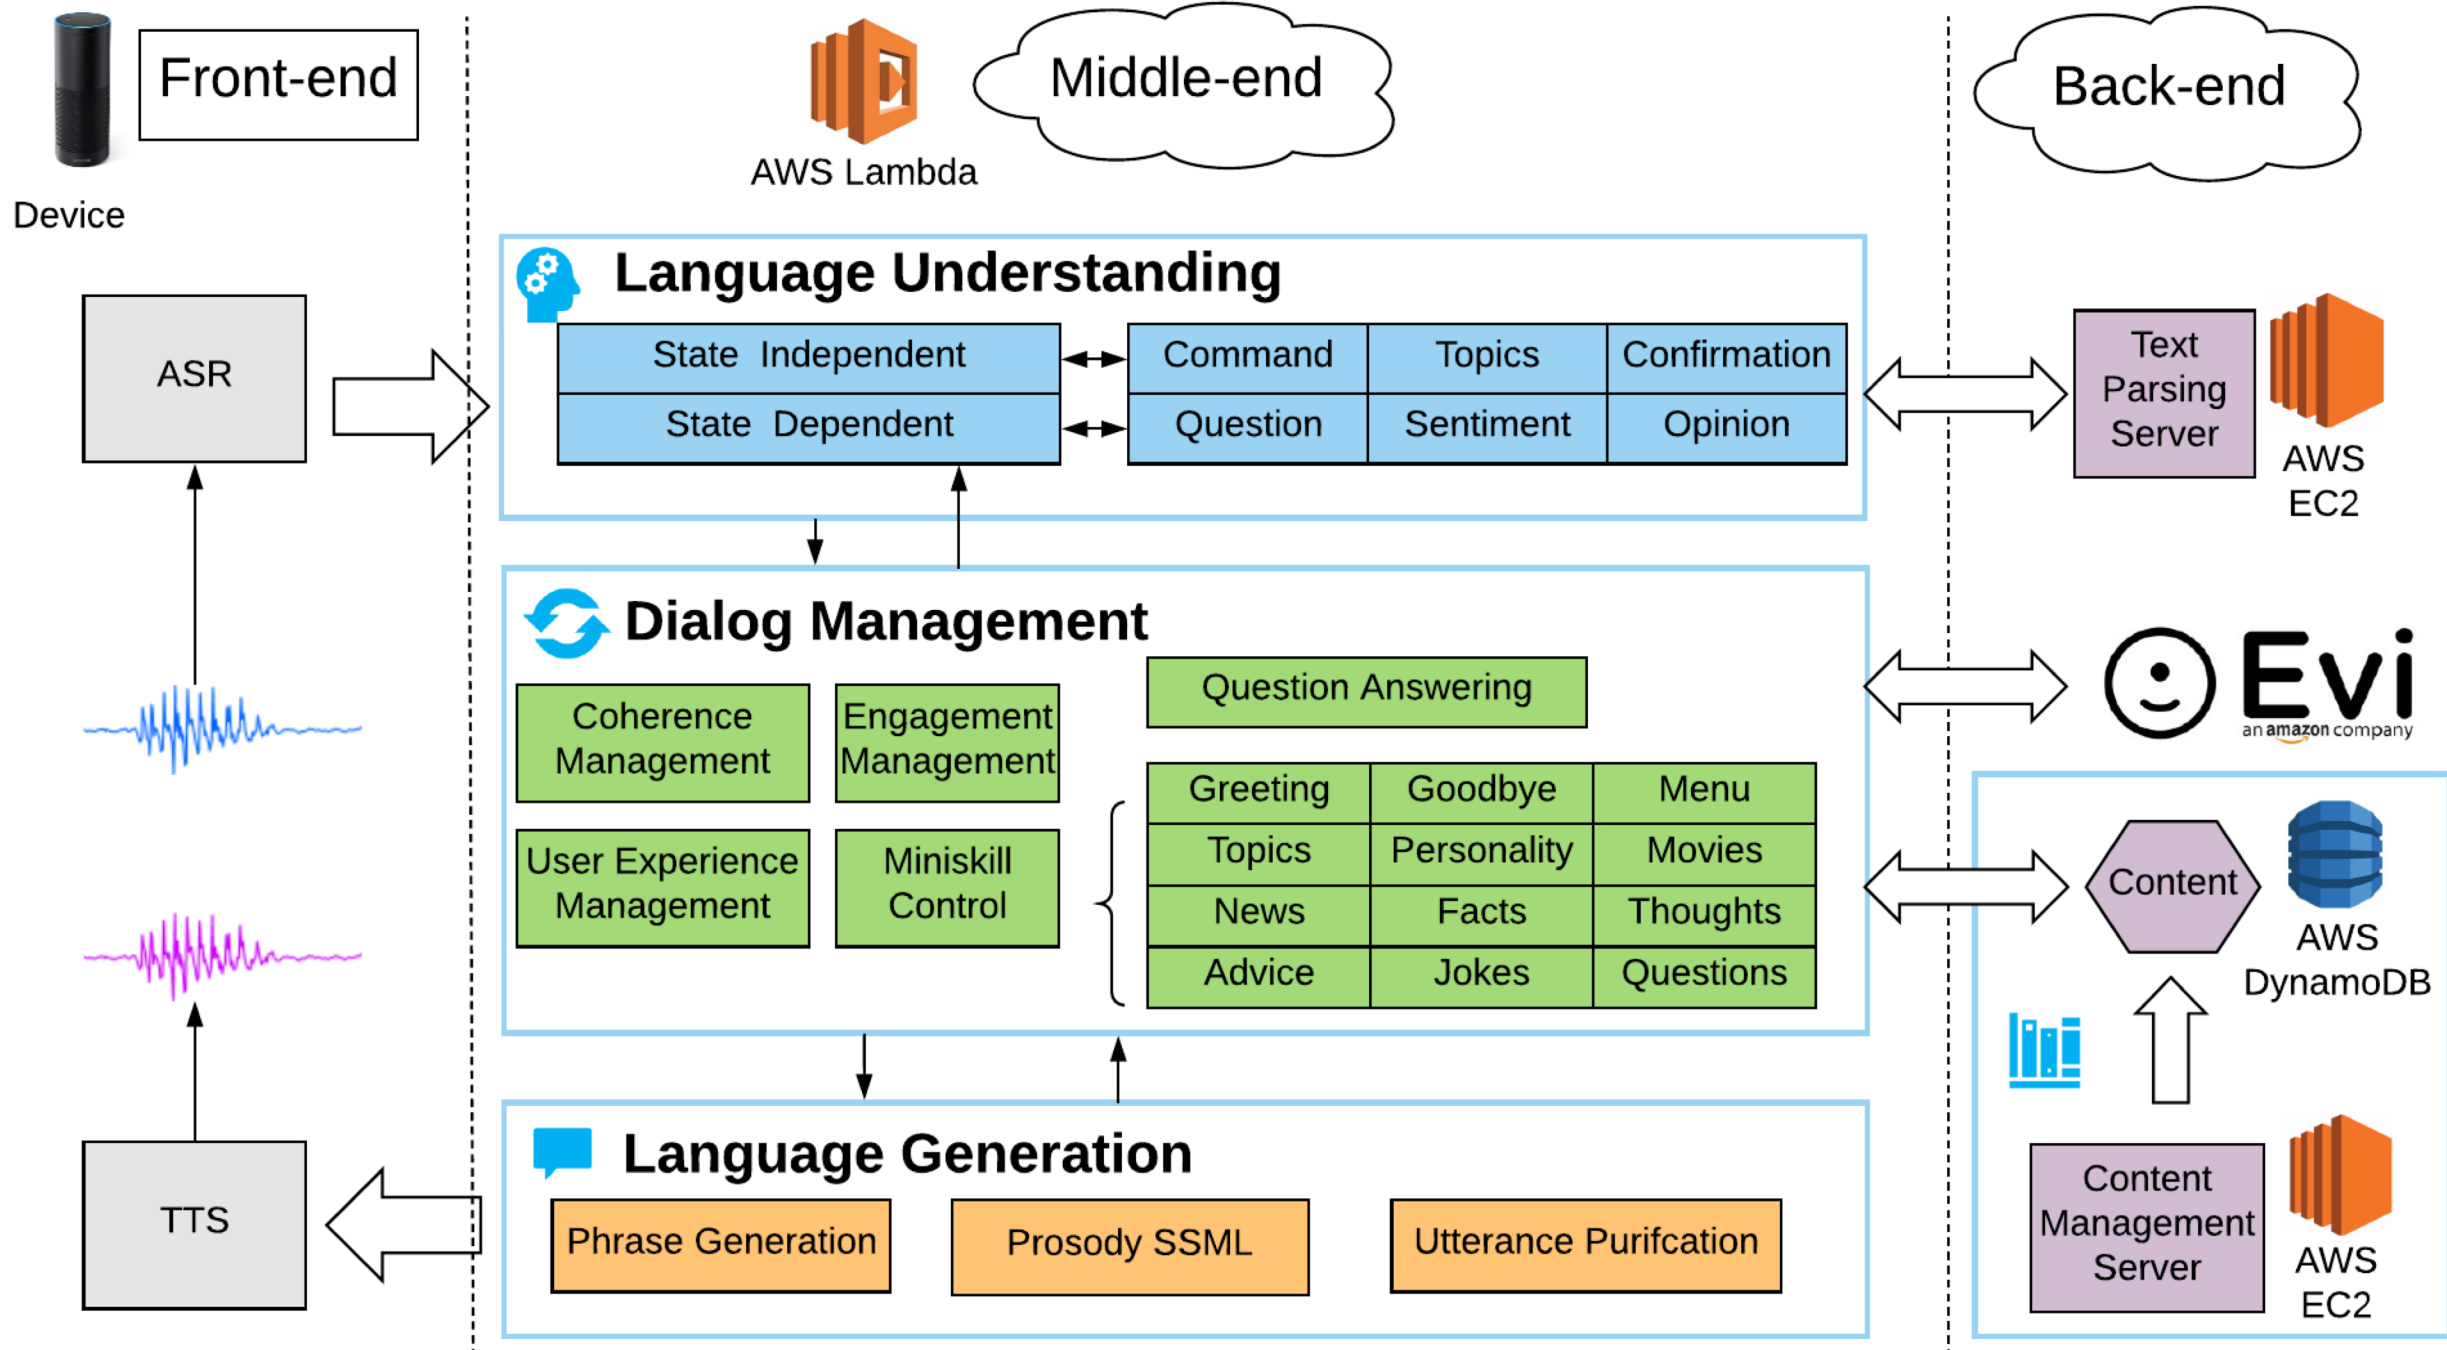 Front-end
Device
AWS Lambda
Middle-end
Back-end
ASR
Language Understanding
State Independent
State Dependent
Command Topics Confirmation
Question Sentiment Opinion
Text
Parsing
Server
AWS
EC2
Dialog Management
Coherence
Management
Engagement
Management
User Experience
Management
Miniskill
Control
Question Answering
Greeting Goodbye Menu
Topics Personality Movies
News Facts Thoughts
Advice Jokes Questions
Evi
an amazon company
Content
AWS
DynamoDB
TTS
Language Generation
Phrase Generation
Prosody SSML
Utterance Purifcation
Content
Management
Server
AWS
EC2